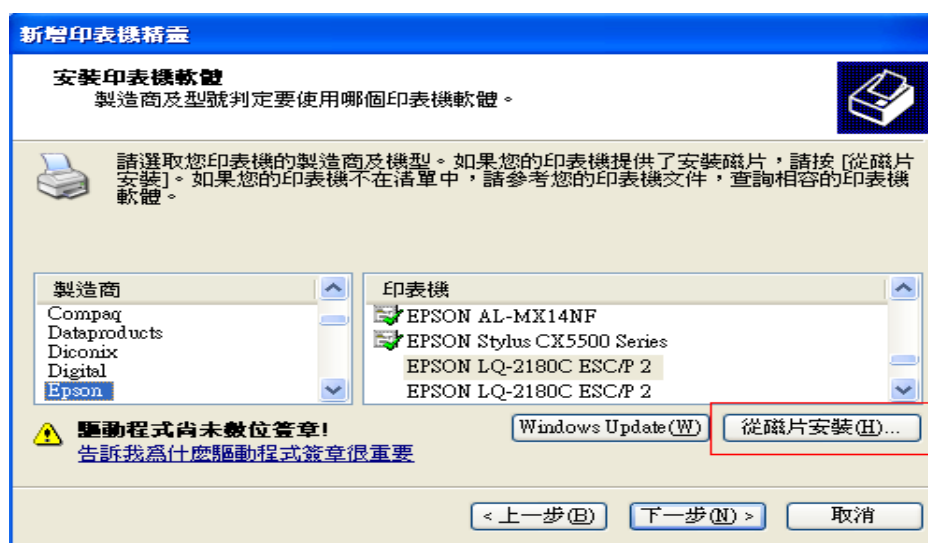 新增印表機精靈
安裝印表機軟體
製造商及型號判定要使用哪個印表機軟體。
請選取您印表機的製造商及機型。如果您的印表機提供了安裝磁片，請按 [從磁片
安裝]。如果您的印表機不在清單中，請參考您的印表機文件，查詢相容的印表機
軟體。
製造商
Compaq
Dataproducts
Diconix
Digital
Epson
印表機
EPSON AL-MX14NF
EPSON Stylus CX5500 Series
EPSON LQ-2180C ESC/P 2
EPSON LQ-2180C ESC/P 2
驅動程式尚未數位簽章!
告訴我為什麼驅動程式簽章很重要
Windows Update(W)
從磁片安裝(H)...
< 上一步(B)
下一步(N) >
取消